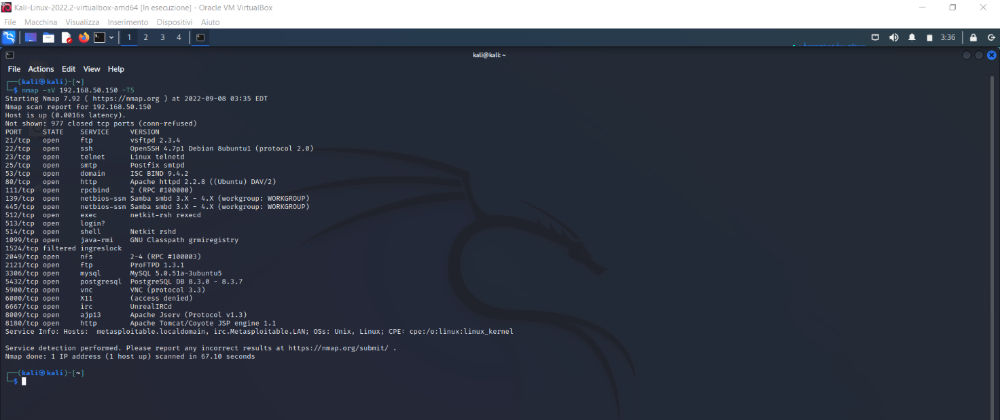 Kali-Linux-2022.2-virtualbox-amd64 [In esecuzione] - Oracle VM VirtualBox
File Macchina Visualizza Inserimento Dispositivi Aiuto
1 2 3 4 3:36
kali@kali: ~
File Actions Edit View Help
┌──(kali㉿kali)-[~]
└─$ nmap -sV 192.168.50.150 -T5
Starting Nmap 7.92 ( https://nmap.org ) at 2022-09-08 03:35 EDT
Nmap scan report for 192.168.50.150
Host is up (0.0016s latency).
Not shown: 977 closed tcp ports (conn-refused)
PORT     STATE    SERVICE     VERSION
21/tcp   open     ftp         vsftpd 2.3.4
22/tcp   open     ssh         OpenSSH 4.7p1 Debian 8ubuntu1 (protocol 2.0)
23/tcp   open     telnet      Linux telnetd
25/tcp   open     smtp        Postfix smtpd
53/tcp   open     domain      ISC BIND 9.4.2
80/tcp   open     http        Apache httpd 2.2.8 ((Ubuntu) DAV/2)
111/tcp  open     rpcbind     2 (RPC #100000)
139/tcp  open     netbios-ssn Samba smbd 3.X - 4.X (workgroup: WORKGROUP)
445/tcp  open     netbios-ssn Samba smbd 3.X - 4.X (workgroup: WORKGROUP)
512/tcp  open     exec        netkit-rsh rexecd
513/tcp  open     login?
514/tcp  open     shell       Netkit rshd
1099/tcp open     java-rmi    GNU Classpath grmiregistry
1524/tcp filtered ingreslock
2049/tcp open     nfs         2-4 (RPC #100003)
2121/tcp open     ftp         ProFTPD 1.3.1
3306/tcp open     mysql       MySQL 5.0.51a-3ubuntu5
5432/tcp open     postgresql  PostgreSQL DB 8.3.0 - 8.3.7
5900/tcp open     vnc         VNC (protocol 3.3)
6000/tcp open     X11         (access denied)
6667/tcp open     irc         UnrealIRCd
8009/tcp open     ajp13       Apache Jserv (Protocol v1.3)
8180/tcp open     http        Apache Tomcat/Coyote JSP engine 1.1
Service Info: Hosts:  metasploitable.localdomain, irc.Metasploitable.LAN; OSs: Unix, Linux; CPE: cpe:/o:linux:linux_kernel
Service detection performed. Please report any incorrect results at https://nmap.org/submit/ .
Nmap done: 1 IP address (1 host up) scanned in 67.10 seconds
┌──(kali㉿kali)-[~]
└─$